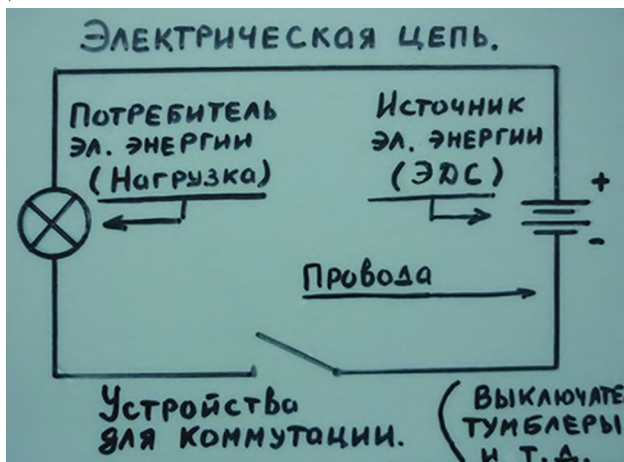 Электрическая цепь.
Потребитель
эл. энергии
(Нагрузка)
Источник
эл. энергии
(ЭДС)
+
-
Провода
Устройства
для коммутации.
(Выключате
тумблеры
и т.д.